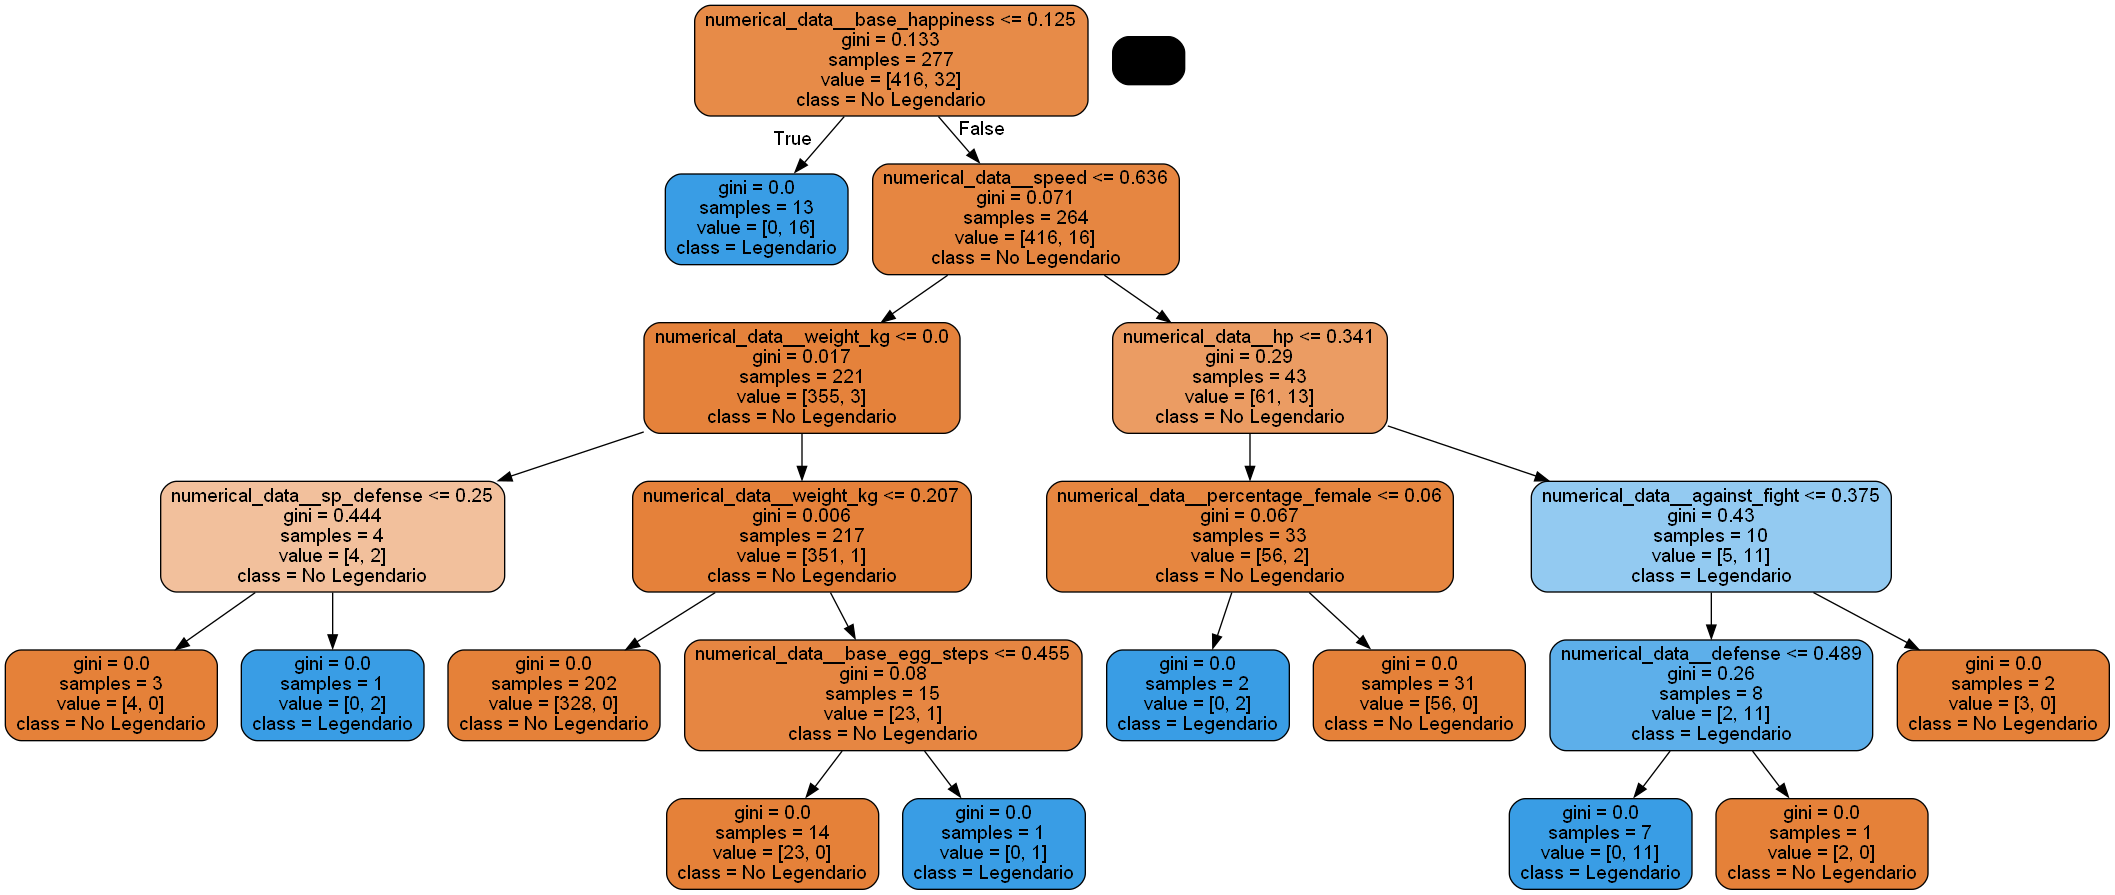 numerical_data__base_happiness <= 0.125
gini = 0.133
samples = 277
value = [416, 32]
class = No Legendario
True
False
gini = 0.0
samples = 13
value = [0, 16]
class = Legendario
numerical_data__speed <= 0.636
gini = 0.071
samples = 264
value = [416, 16]
class = No Legendario
numerical_data__weight_kg <= 0.0
gini = 0.017
samples = 221
value = [355, 3]
class = No Legendario
numerical_data__hp <= 0.341
gini = 0.29
samples = 43
value = [61, 13]
class = No Legendario
numerical_data__sp_defense <= 0.25
gini = 0.444
samples = 4
value = [4, 2]
class = No Legendario
numerical_data__weight_kg <= 0.207
gini = 0.006
samples = 217
value = [351, 1]
class = No Legendario
numerical_data__percentage_female <= 0.06
gini = 0.067
samples = 33
value = [56, 2]
class = No Legendario
numerical_data__against_fight <= 0.375
gini = 0.43
samples = 10
value = [5, 11]
class = Legendario
gini = 0.0
samples = 3
value = [4, 0]
class = No Legendario
gini = 0.0
samples = 1
value = [0, 2]
class = Legendario
gini = 0.0
samples = 202
value = [328, 0]
class = No Legendario
numerical_data__base_egg_steps <= 0.455
gini = 0.08
samples = 15
value = [23, 1]
class = No Legendario
gini = 0.0
samples = 2
value = [0, 2]
class = Legendario
gini = 0.0
samples = 31
value = [56, 0]
class = No Legendario
numerical_data__defense <= 0.489
gini = 0.26
samples = 8
value = [2, 11]
class = Legendario
gini = 0.0
samples = 2
value = [3, 0]
class = No Legendario
gini = 0.0
samples = 14
value = [23, 0]
class = No Legendario
gini = 0.0
samples = 1
value = [0, 1]
class = Legendario
gini = 0.0
samples = 7
value = [0, 11]
class = Legendario
gini = 0.0
samples = 1
value = [2, 0]
class = No Legendario